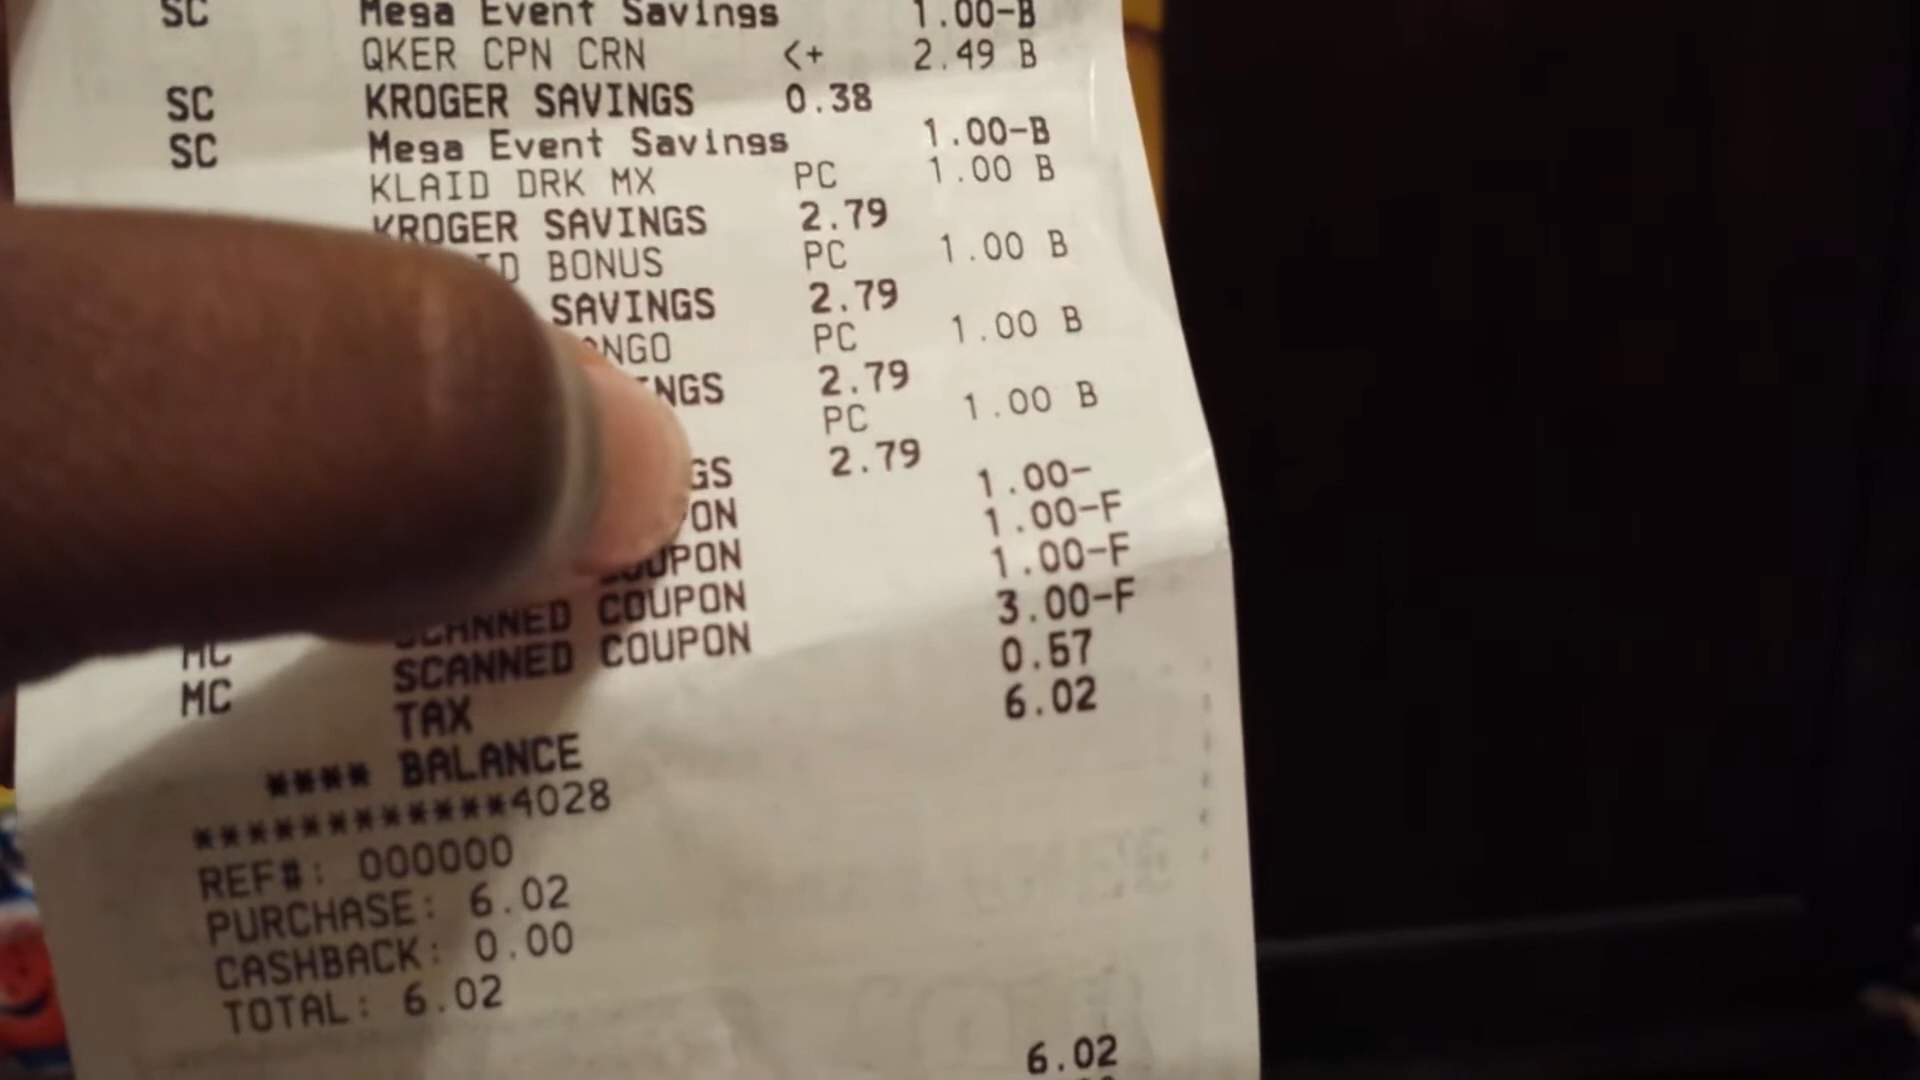 SC Mega Event Savings 1.00-B
QKER CPN CRN <+ 2.49 B
SC KROGER SAVINGS 0.38
SC Mega Event Savings 1.00-B
KLAID DRK MX PC 1.00 B
KROGER SAVINGS 2.79
BONUS PC 1.00 B
SAVINGS 2.79
PC 1.00 B
2.79
PC 1.00 B
2.79
1.00-
COUPON 1.00-F
SCANNED COUPON 1.00-F
MC SCANNED COUPON 3.00-F
MC TAX 0.57
**** BALANCE 6.02
************4028
REF#: 000000
PURCHASE: 6.02
CASHBACK: 0.00
TOTAL: 6.02
6.02